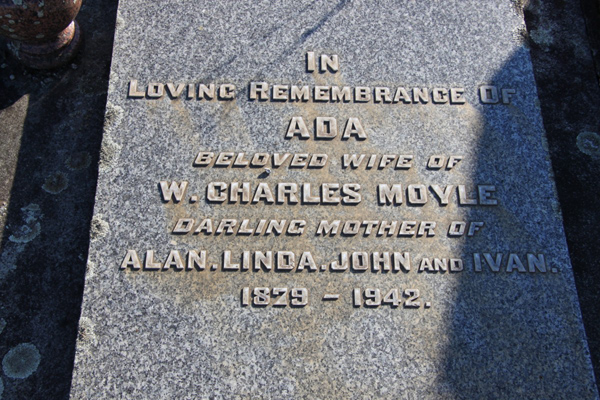 IN
LOVING REMEMBRANCE OF
ADA
BELOVED WIFE OF
W. CHARLES MOYLE
DARLING MOTHER OF
ALAN. LINDA. JOHN AND IVAN.
1879 - 1942.